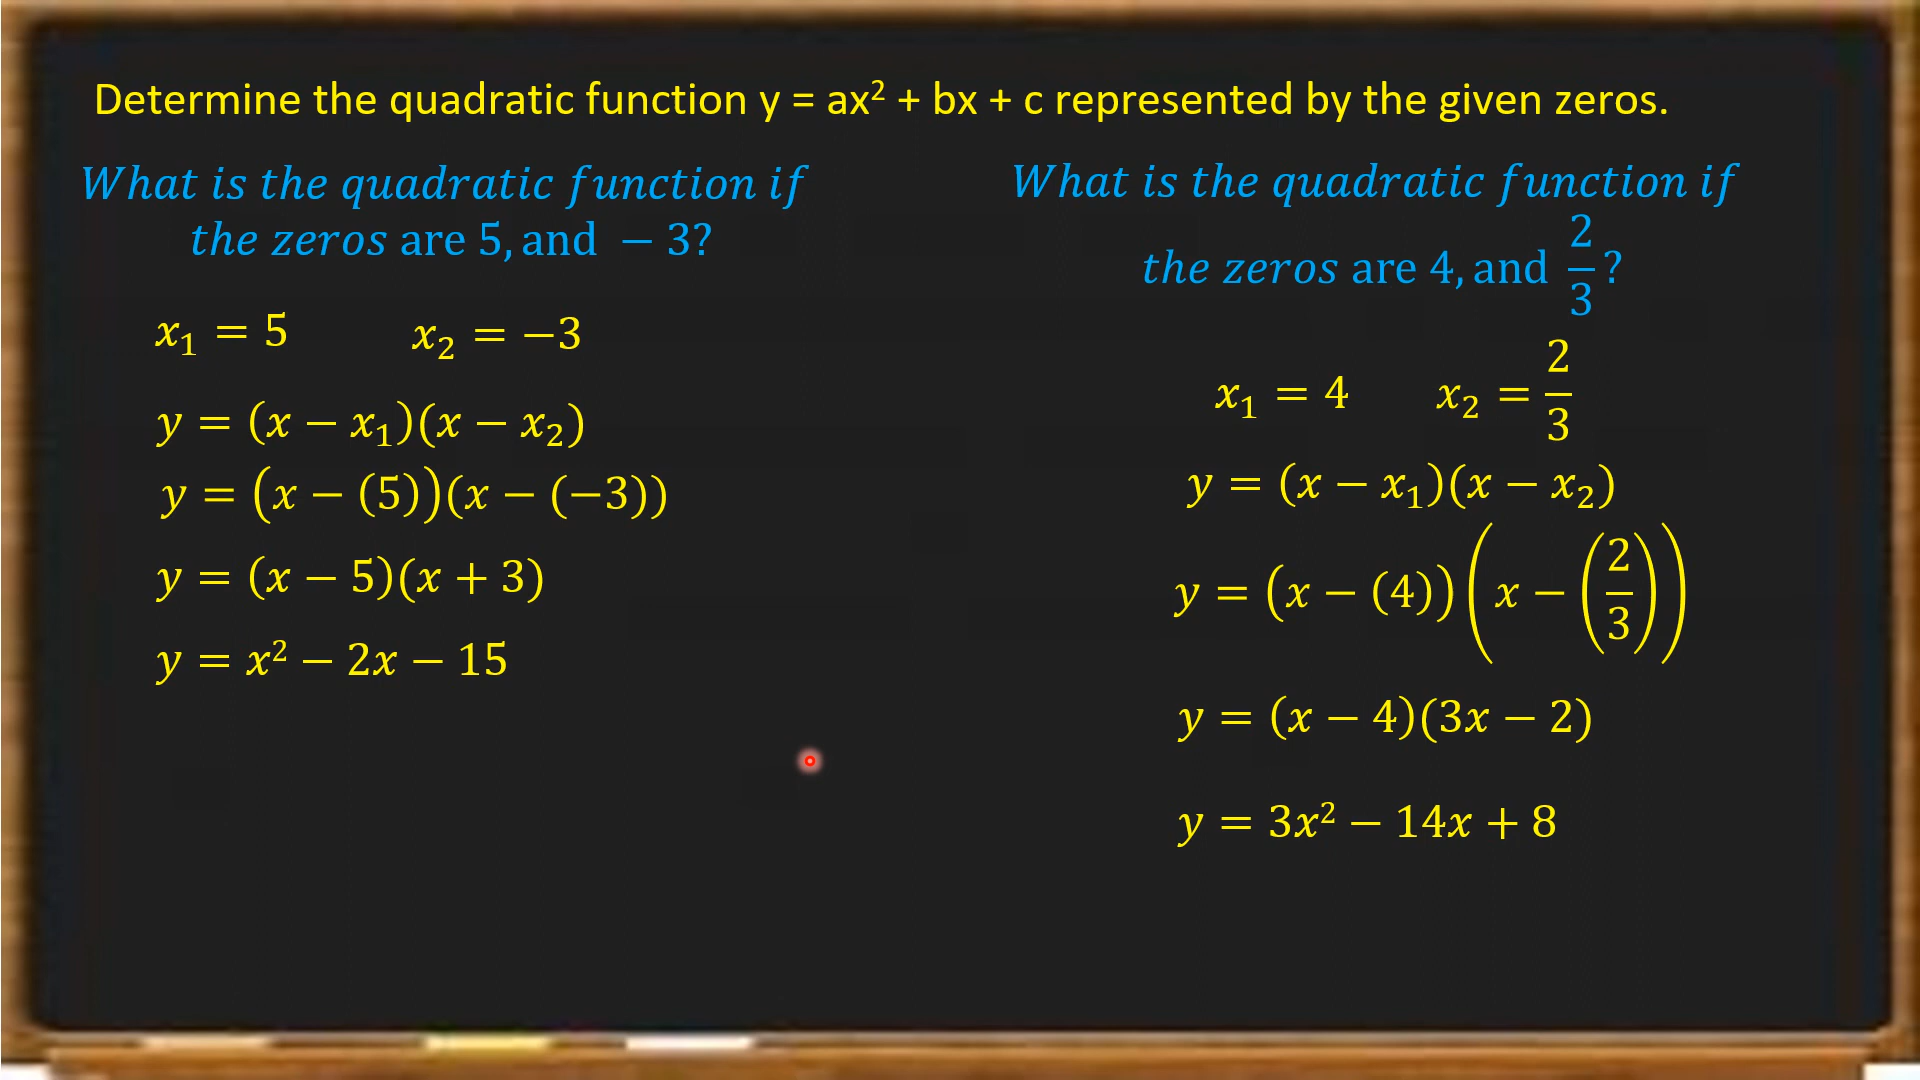 Determine the quadratic function y = ax² + bx + c represented by the given zeros.
What is the quadratic function if
the zeros are 5, and − 3?
x₁ = 5 x₂ = −3
y = (x − x₁)(x − x₂)
y = (x − (5))(x − (−3))
y = (x − 5)(x + 3)
y = x² − 2x − 15
What is the quadratic function if
the zeros are 4, and 2/3?
x₁ = 4 x₂ = 2/3
y = (x − x₁)(x − x₂)
y = (x − (4))(x − (2/3))
y = (x − 4)(3x − 2)
y = 3x² − 14x + 8